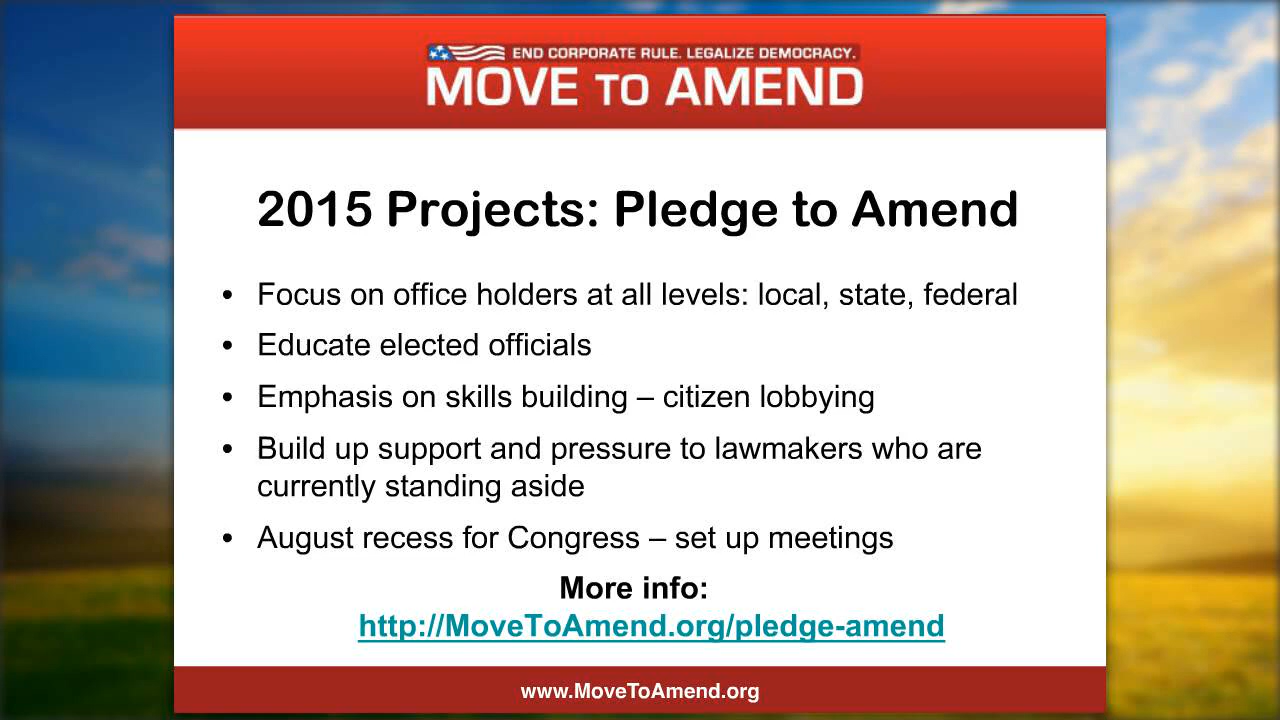 END CORPORATE RULE. LEGALIZE DEMOCRACY.
MOVE TO AMEND
2015 Projects: Pledge to Amend
• Focus on office holders at all levels: local, state, federal
• Educate elected officials
• Emphasis on skills building – citizen lobbying
• Build up support and pressure to lawmakers who are
currently standing aside
• August recess for Congress – set up meetings
More info:
http://MoveToAmend.org/pledge-amend
www.MoveToAmend.org